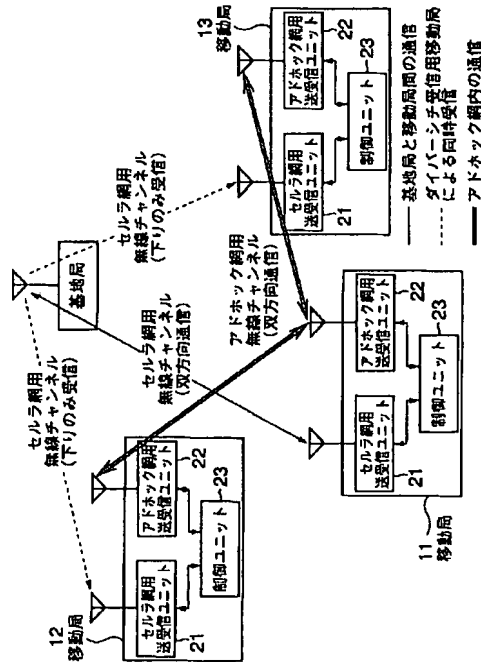 12
移動局
セルラ網用
送受信ユニット
21
アドホック網用
送受信ユニット
22
制御ユニット
23
セルラ網用
無線チャンネル
(下りのみ受信)
基地局
セルラ網用
無線チャンネル
(双方向通信)
セルラ網用
無線チャンネル
(下りのみ受信)
アドホック網用
無線チャンネル
(双方向通信)
11
移動局
セルラ網用
送受信ユニット
21
アドホック網用
送受信ユニット
22
制御ユニット
23
13
移動局
セルラ網用
送受信ユニット
21
アドホック網用
送受信ユニット
22
制御ユニット
23
基地局と移動局間の通信
ダイバーシチ受信用移動局
による同時受信
アドホック網内の通信